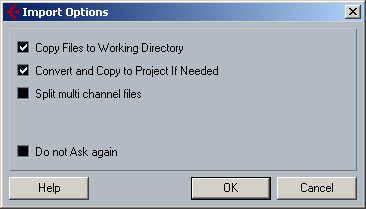 Import Options
Copy Files to Working Directory
Convert and Copy to Project If Needed
Split multi channel files
Do not Ask again
Help
OK
Cancel